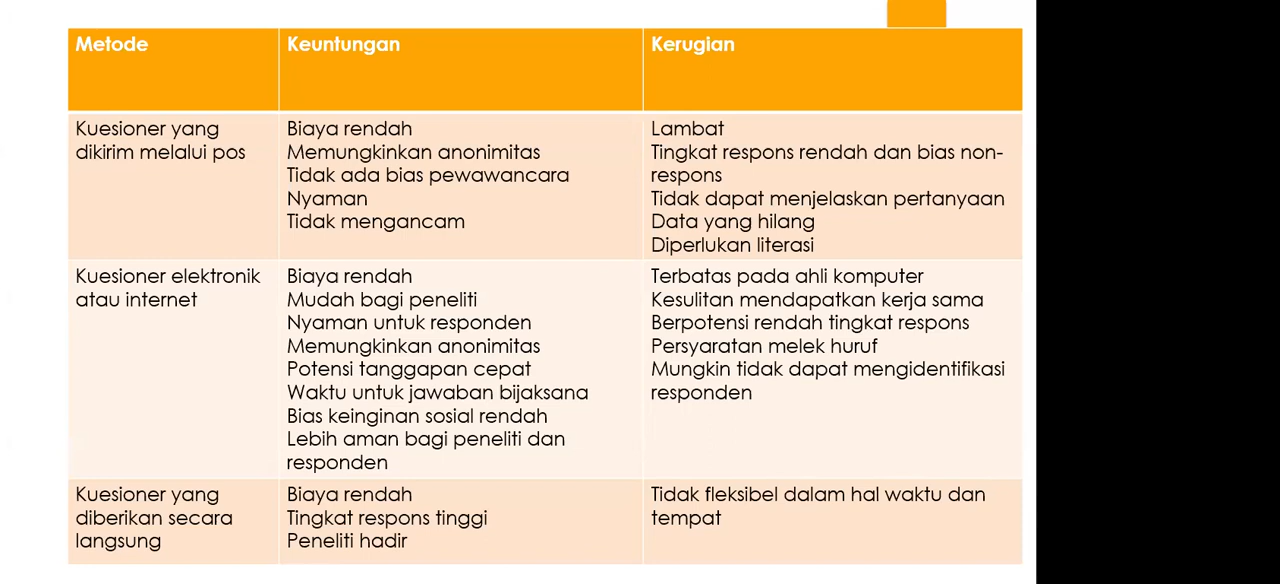 Metode
Keuntungan
Kerugian
Kuesioner yang
dikirim melalui pos
Biaya rendah
Memungkinkan anonimitas
Tidak ada bias pewawancara
Nyaman
Tidak mengancam
Lambat
Tingkat respons rendah dan bias non-
respons
Tidak dapat menjelaskan pertanyaan
Data yang hilang
Diperlukan literasi
Kuesioner elektronik
atau internet
Biaya rendah
Mudah bagi peneliti
Nyaman untuk responden
Memungkinkan anonimitas
Potensi tanggapan cepat
Waktu untuk jawaban bijaksana
Bias keinginan sosial rendah
Lebih aman bagi peneliti dan
responden
Terbatas pada ahli komputer
Kesulitan mendapatkan kerja sama
Berpotensi rendah tingkat respons
Persyaratan melek huruf
Mungkin tidak dapat mengidentifikasi
responden
Kuesioner yang
diberikan secara
langsung
Biaya rendah
Tingkat respons tinggi
Peneliti hadir
Tidak fleksibel dalam hal waktu dan
tempat